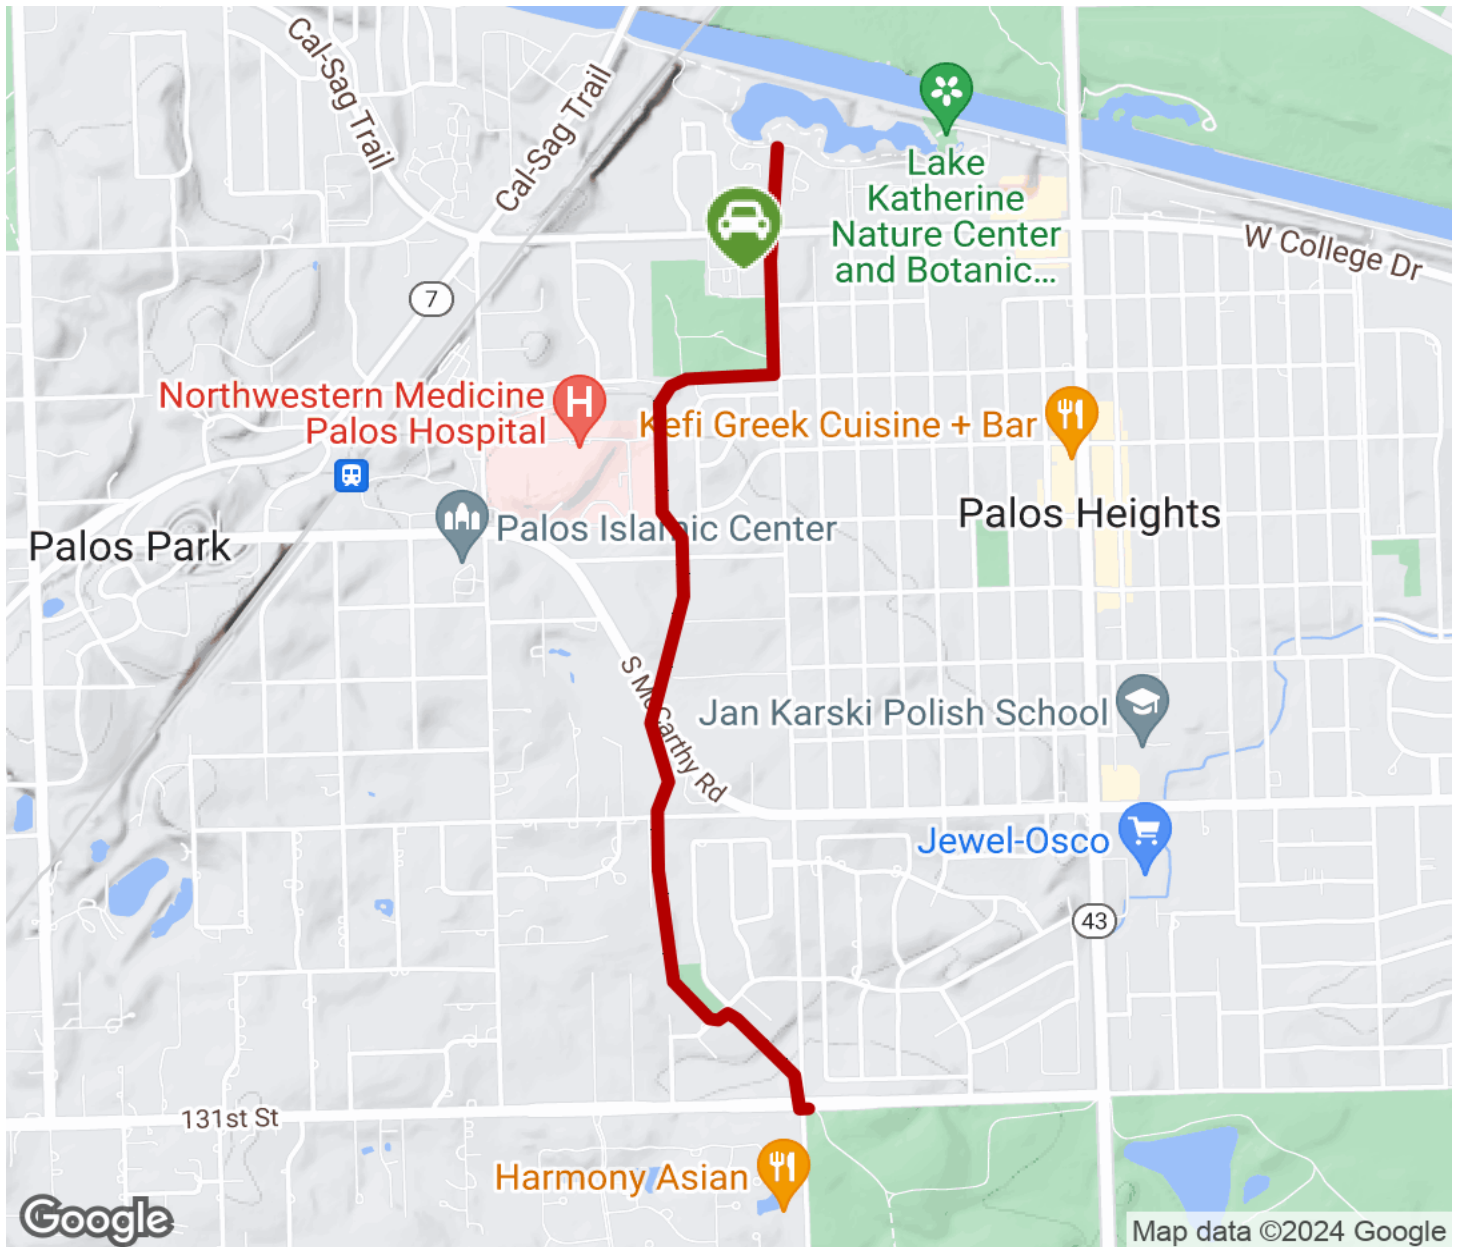 Cal-Sag Trail
Cal-Sag Trail
Lake
Katherine
Nature Center
and Botanic...
W College Dr
7
Northwestern Medicine
Palos Hospital
H
Kefi Greek Cuisine + Bar
Palos Heights
Palos Islamic Center
Palos Park
S McCarthy Rd
Jan Karski Polish School
Jewel-Osco
43
131st St
Harmony Asian
Google
Map data ©2024 Google